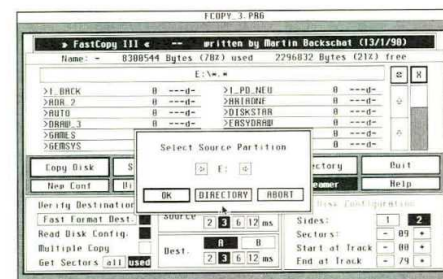 FCOPY_3.PRG
» FastCopy III « -- written by Martin Backschat (13/1/90)
Name: - 8300544 Bytes (78%) used 2296832 Bytes (21%) free
E:\*.*
>1_BACK 0 ---d- >1_PD_NEU 0 ---d-
>ADR_2 0 ---d- >ARIADNE 0 ---d-
>AUTO 0 ---d- >DISKSTAR 0 ---d-
>DRAW_3 0 ---d- >EASYDRAW
>GAMES
>GEMSYS
Select Source Partition
E:
OK DIRECTORY ABORT
Copy Disk S ectory Quit
New Conf eamer Help
Verify Destination Disk Configuration
Fast Format Dest. Source 2 3 6 12 ms Sides: 1 2
Read Disk Config. Sectors: - 09 +
Multiple Copy Dest. A B Start at Track - 00 +
Get Sectors all used 2 3 6 12 ms End at Track - 79 +